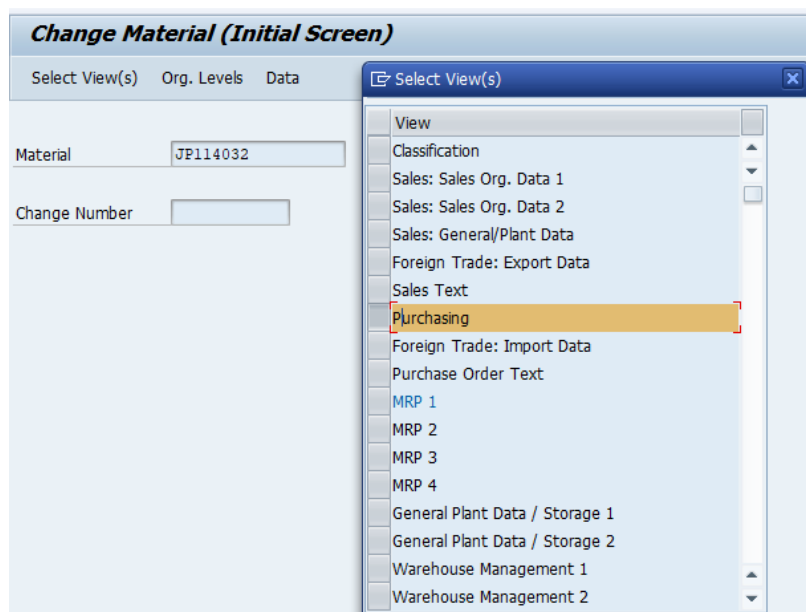 Change Material (Initial Screen)
Select View(s) Org. Levels Data
Select View(s)
View
Material JP114032
Change Number
Classification
Sales: Sales Org. Data 1
Sales: Sales Org. Data 2
Sales: General/Plant Data
Foreign Trade: Export Data
Sales Text
Purchasing
Foreign Trade: Import Data
Purchase Order Text
MRP 1
MRP 2
MRP 3
MRP 4
General Plant Data / Storage 1
General Plant Data / Storage 2
Warehouse Management 1
Warehouse Management 2